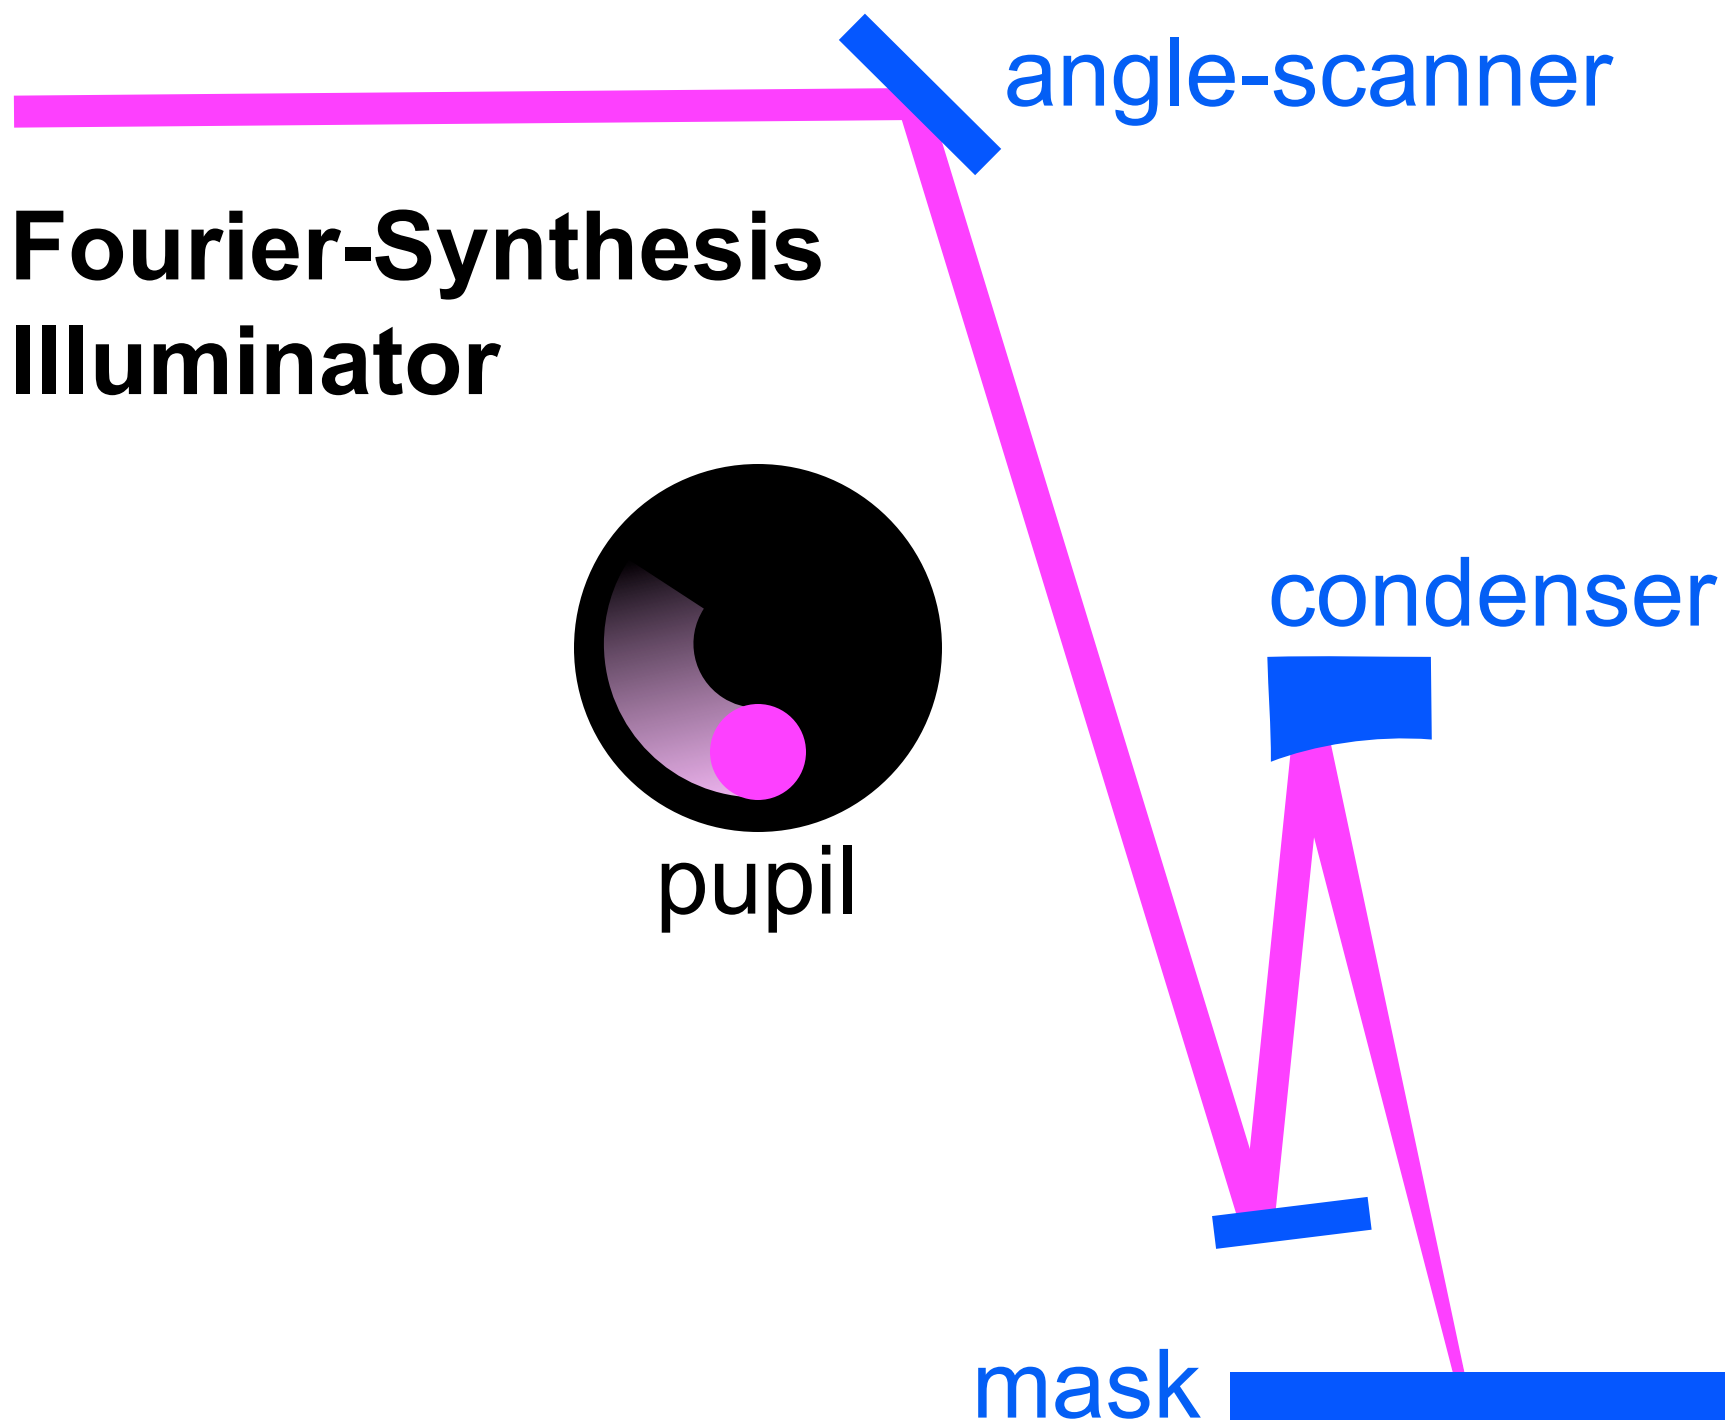 angle-scanner
Fourier-Synthesis
Illuminator
condenser
pupil
mask